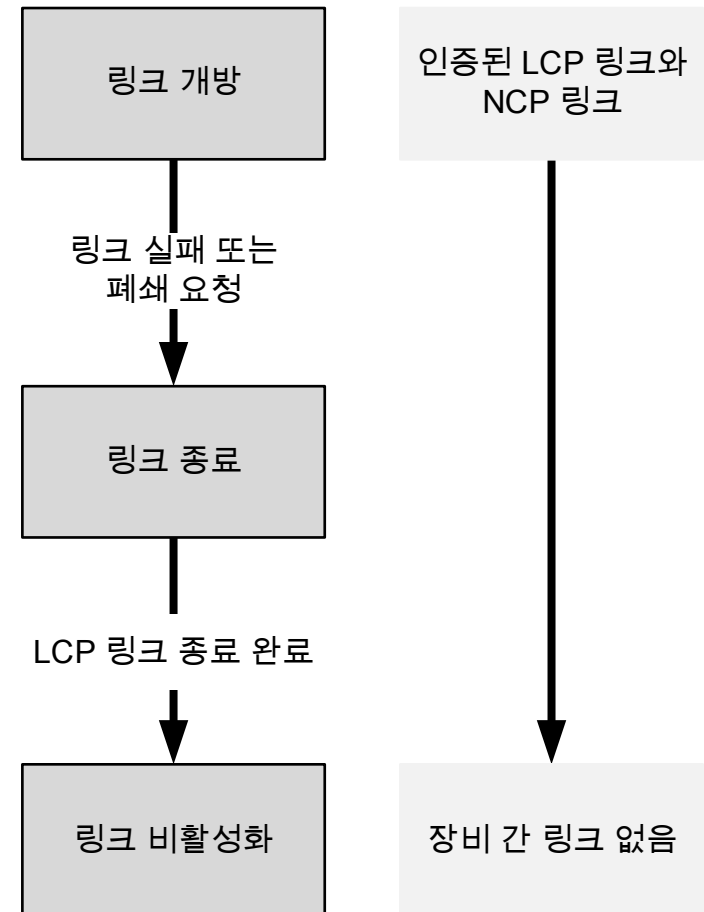 링크 개방
인증된 LCP 링크와
NCP 링크
링크 실패 또는
폐쇄 요청
링크 종료
LCP 링크 종료 완료
링크 비활성화
장비 간 링크 없음